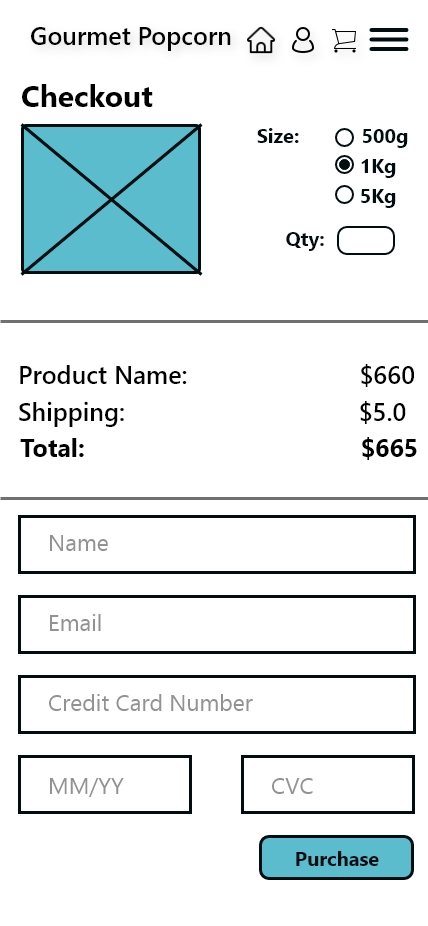 Gourmet Popcorn
Checkout
Size:
500g
1Kg
5Kg
Qty:
Product Name: $660
Shipping: $5.0
Total: $665
Name
Email
Credit Card Number
MM/YY CVC
Purchase